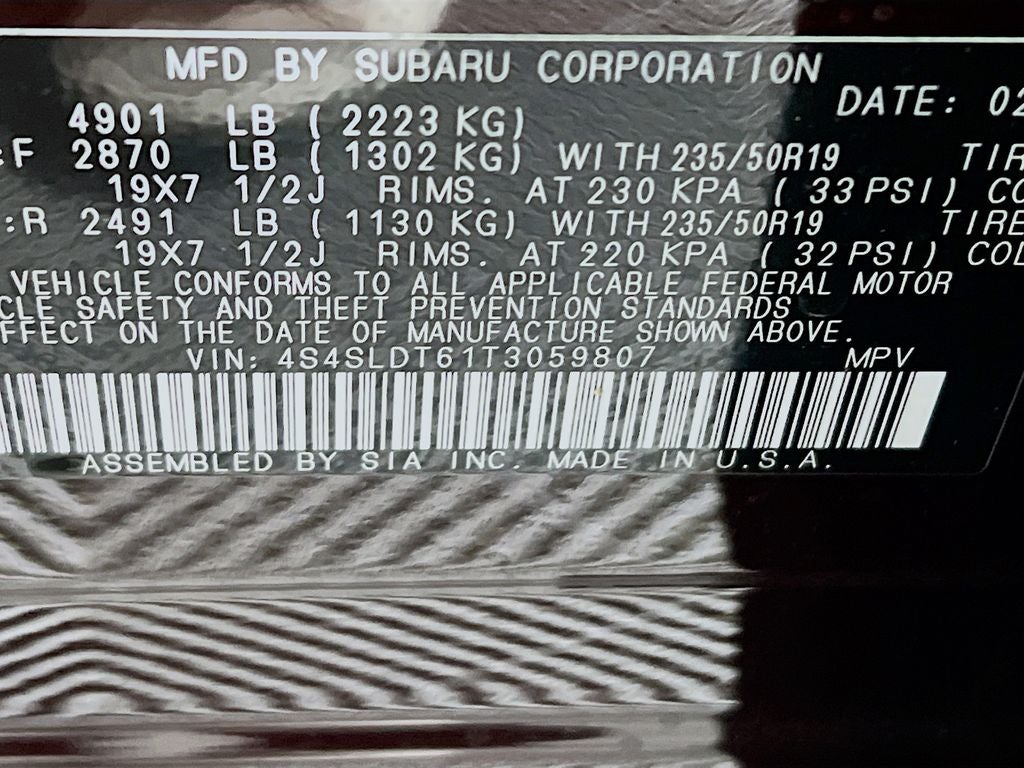 MFD BY SUBARU CORPORATION
DATE: 02
4901 LB ( 2223 KG)
:F 2870 LB ( 1302 KG) WITH 235/50R19 TIR
19X7 1/2J RIMS. AT 230 KPA ( 33 PSI) CO
:R 2491 LB ( 1130 KG) WITH 235/50R19 TIRE
19X7 1/2J RIMS. AT 220 KPA ( 32 PSI) COL
VEHICLE CONFORMS TO ALL APPLICABLE FEDERAL MOTOR
CLE SAFETY AND THEFT PREVENTION STANDARDS
FFECT ON THE DATE OF MANUFACTURE SHOWN ABOVE.
VIN: 4S4SLDT61T3059807 MPV
ASSEMBLED BY SIA INC. MADE IN U.S.A.